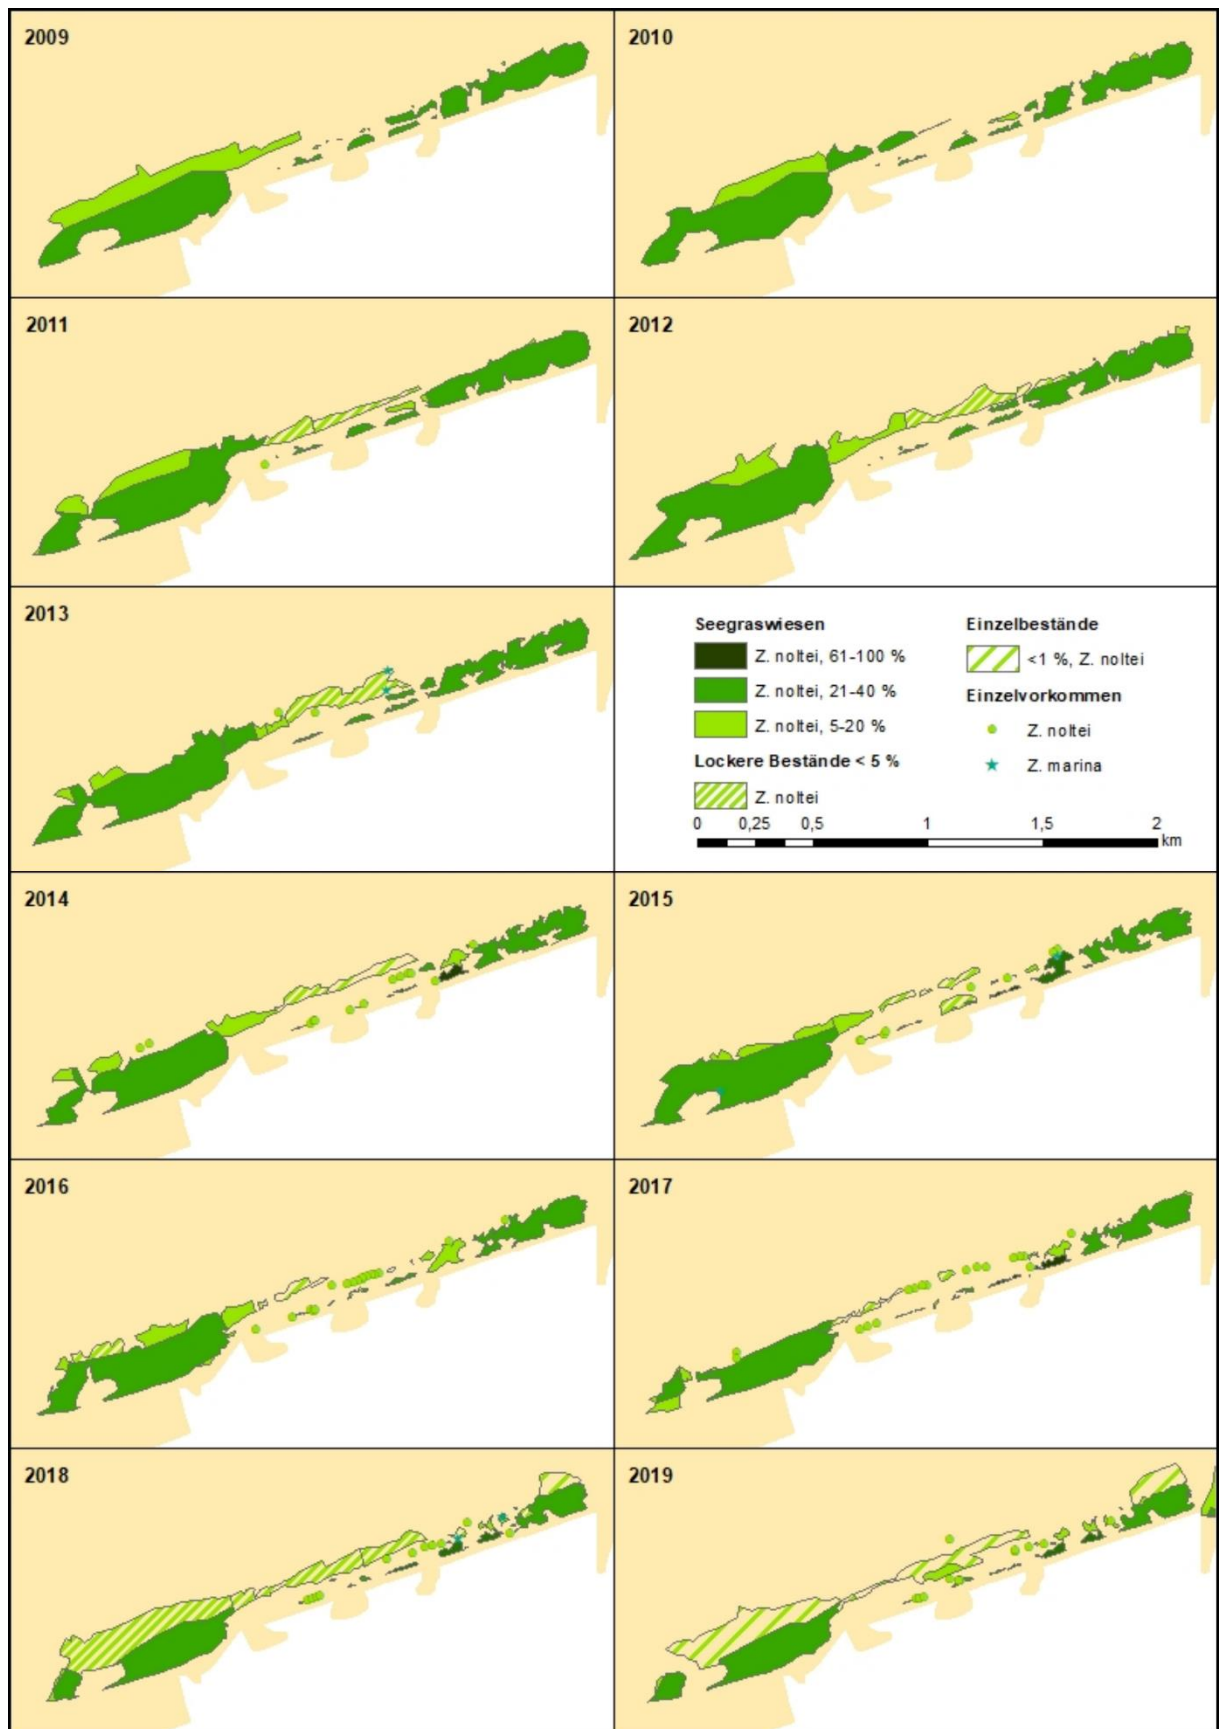 2009
2010
2011
2012
2013
Seegraswiesen
Z. noltei, 61-100 %
Z. noltei, 21-40 %
Z. noltei, 5-20 %
Lockere Bestände < 5 %
Z. noltei
Einzelbestände
<1 %, Z. noltei
Einzelvorkommen
Z. noltei
Z. marina
0 0,25 0,5 1 1,5 2
km
2014
2015
2016
2017
2018
2019